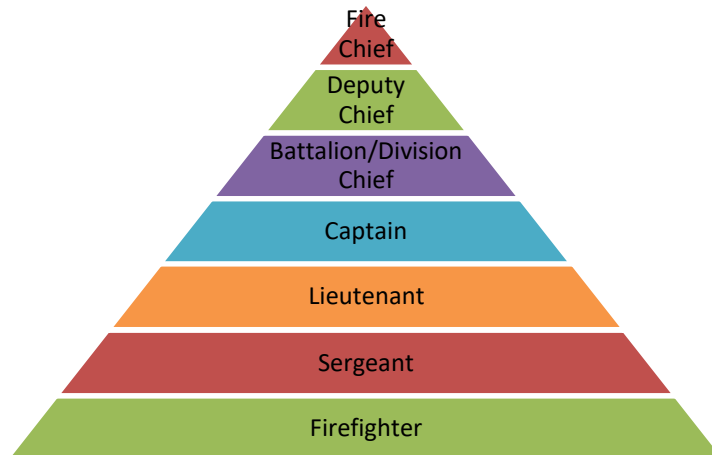 Fire
Chief
Deputy
Chief
Battalion/Division
Chief
Captain
Lieutenant
Sergeant
Firefighter